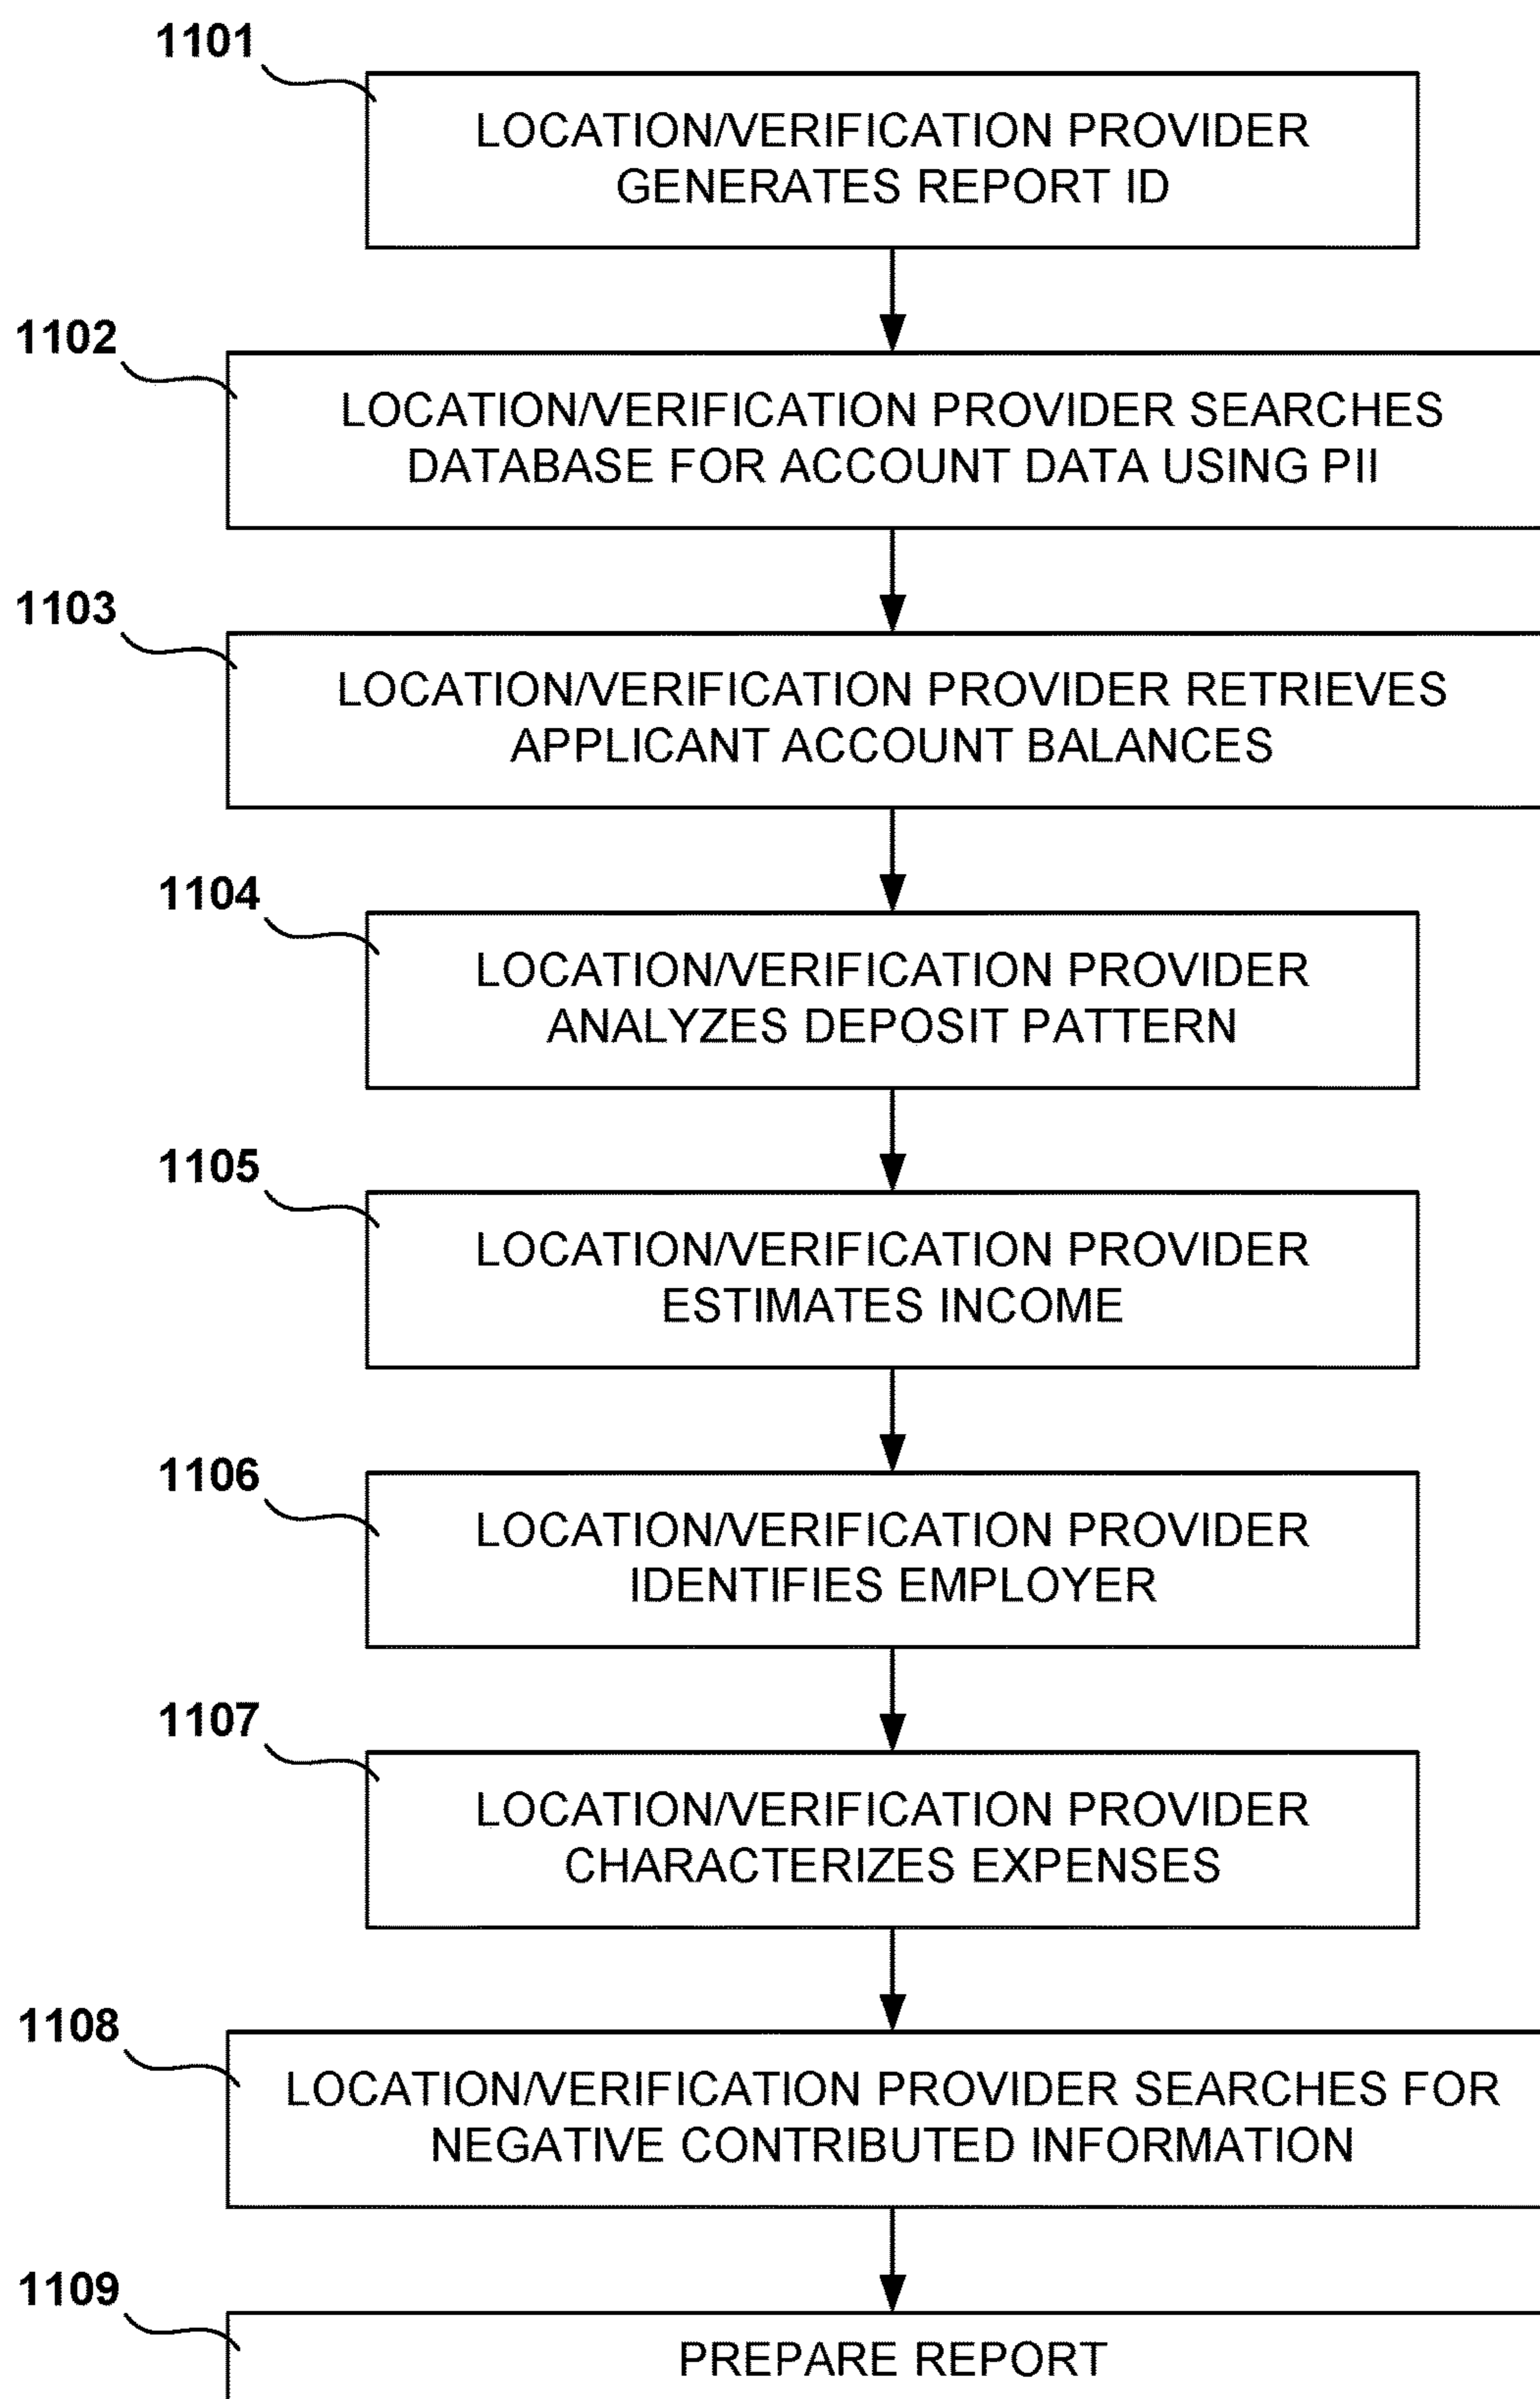 1101
LOCATION/VERIFICATION PROVIDER
GENERATES REPORT ID
1102
LOCATION/VERIFICATION PROVIDER SEARCHES
DATABASE FOR ACCOUNT DATA USING PII
1103
LOCATION/VERIFICATION PROVIDER RETRIEVES
APPLICANT ACCOUNT BALANCES
1104
LOCATION/VERIFICATION PROVIDER
ANALYZES DEPOSIT PATTERN
1105
LOCATION/VERIFICATION PROVIDER
ESTIMATES INCOME
1106
LOCATION/VERIFICATION PROVIDER
IDENTIFIES EMPLOYER
1107
LOCATION/VERIFICATION PROVIDER
CHARACTERIZES EXPENSES
1108
LOCATION/VERIFICATION PROVIDER SEARCHES FOR
NEGATIVE CONTRIBUTED INFORMATION
1109
PREPARE REPORT